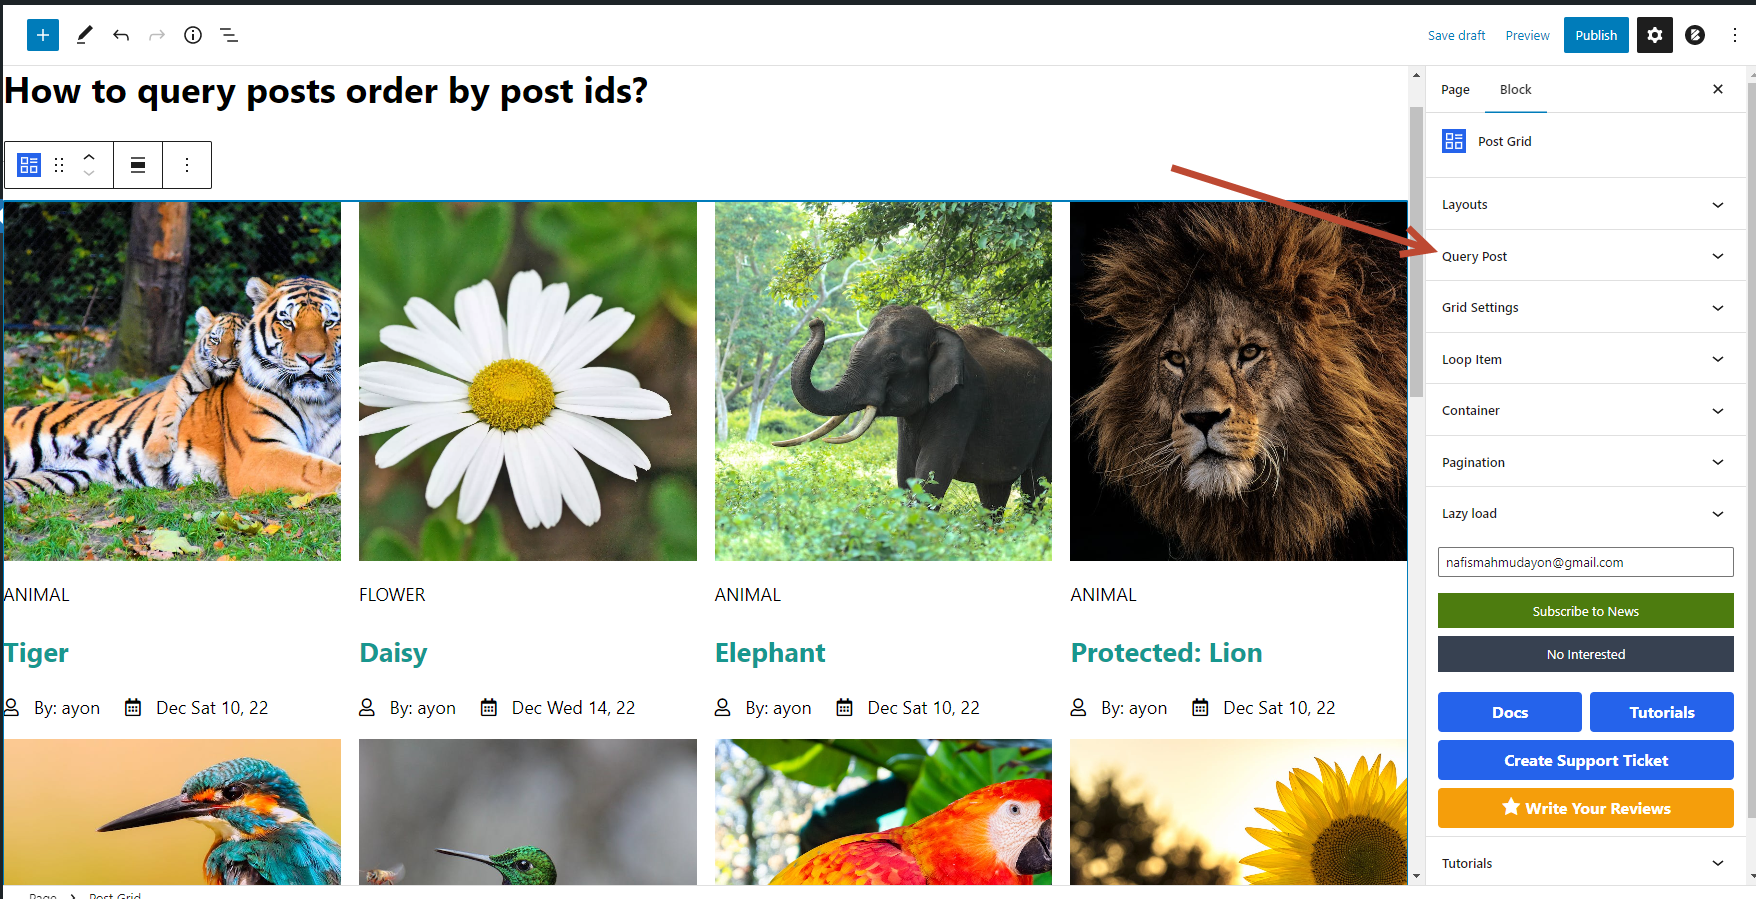 Save draft
Preview
Publish
How to query posts order by post ids?
ANIMAL
FLOWER
ANIMAL
ANIMAL
Tiger
Daisy
Elephant
Protected: Lion
By: ayon
Dec Sat 10, 22
By: ayon
Dec Wed 14, 22
By: ayon
Dec Sat 10, 22
By: ayon
Dec Sat 10, 22
Page
Block
Post Grid
Layouts
Query Post
Grid Settings
Loop Item
Container
Pagination
Lazy load
nafismahmudayon@gmail.com
Subscribe to News
No Interested
Docs
Tutorials
Create Support Ticket
Write Your Reviews
Tutorials
Page
Post Grid